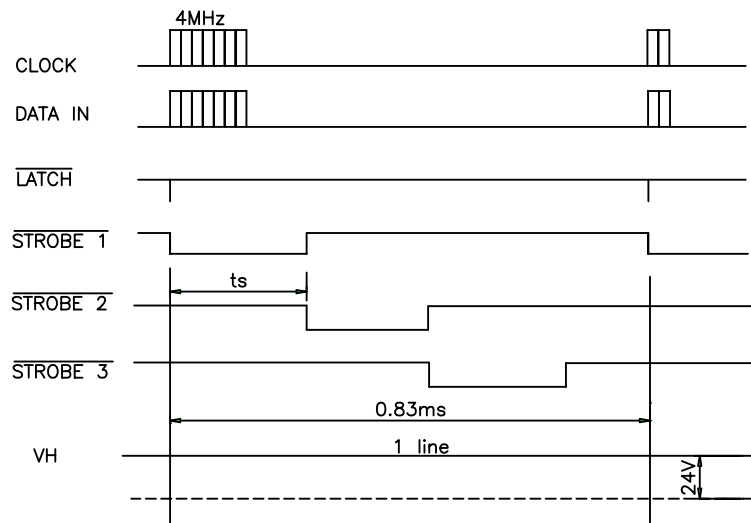 4MHz
CLOCK
DATA IN
LATCH
STROBE 1
ts
STROBE 2
STROBE 3
0.83ms
1 line
VH
24V